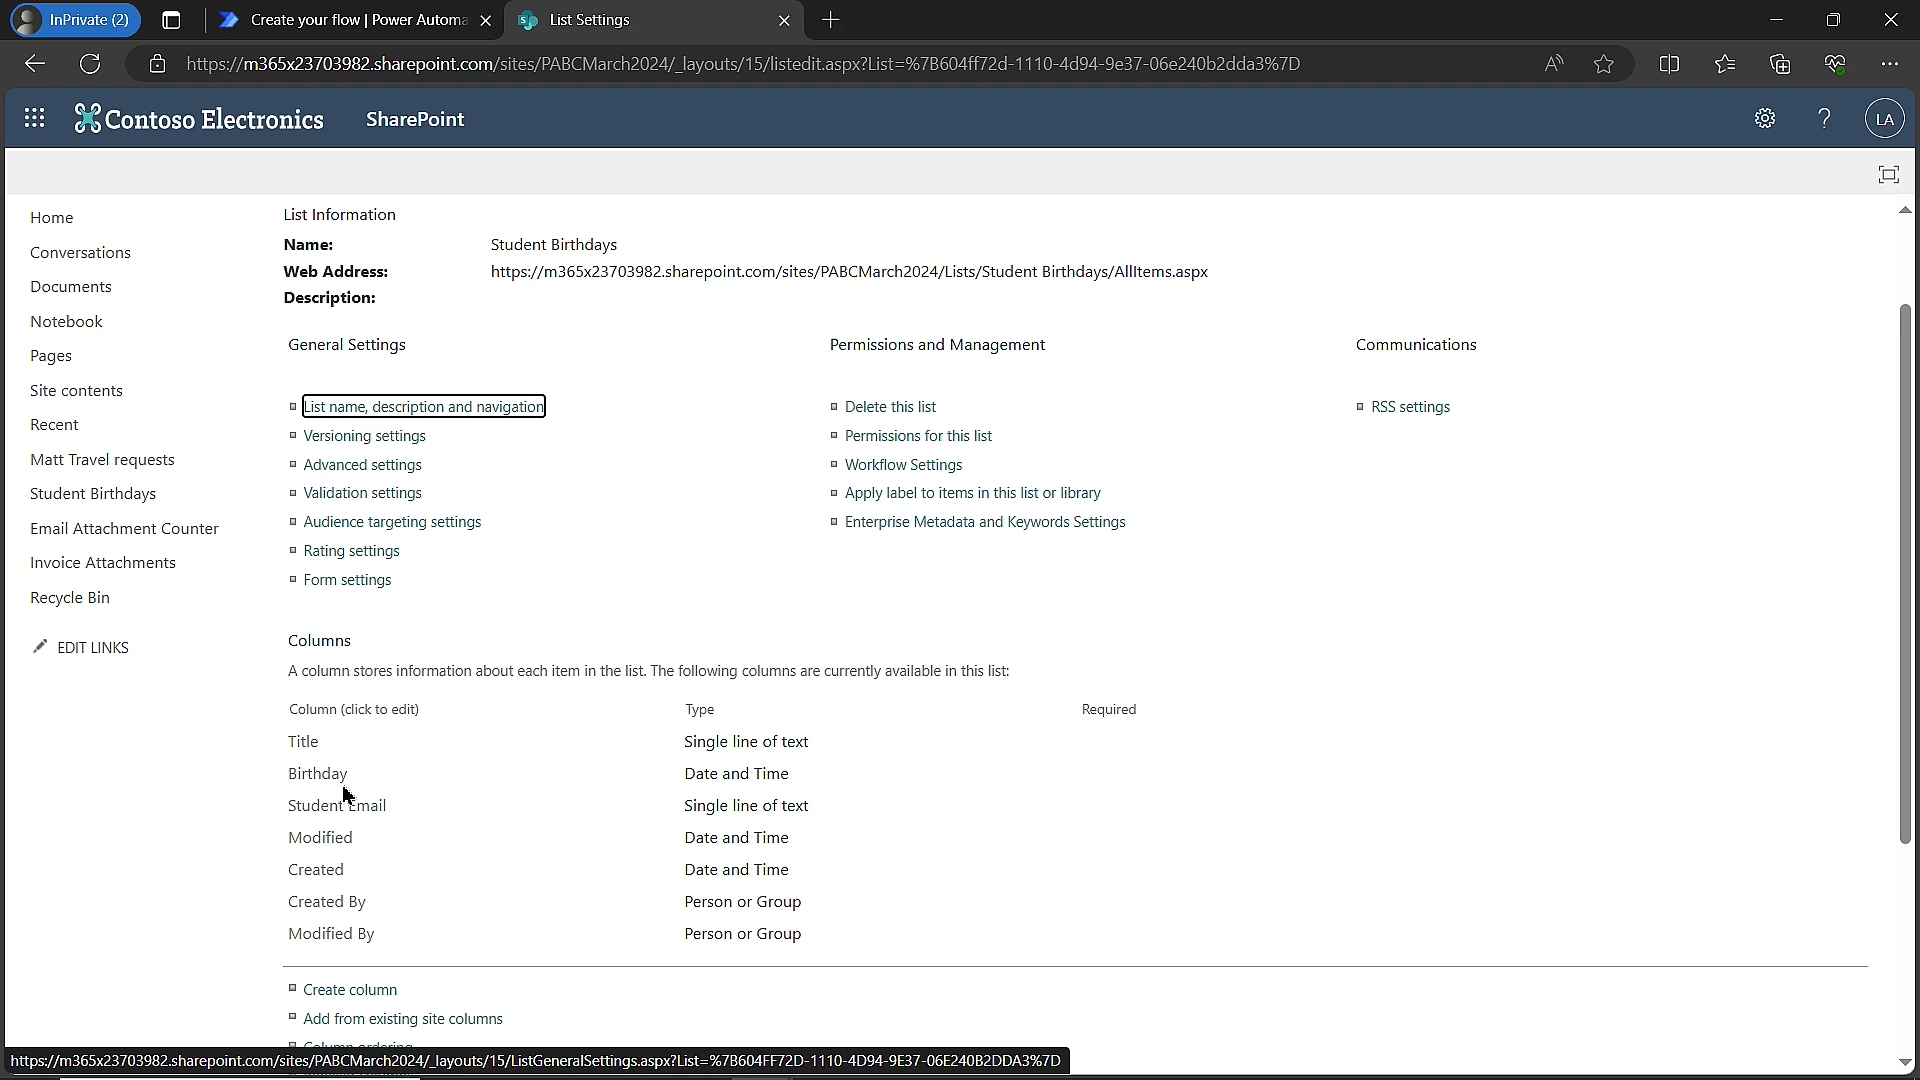 InPrivate (2)
Create your flow | Power Automa
List Settings
https://m365x23703982.sharepoint.com/sites/PABCMarch2024/_layouts/15/listedit.aspx?List=%7B604ff72d-1110-4d94-9e37-06e240b2dda3%7D
Contoso Electronics
SharePoint
LA
Home
Conversations
Documents
Notebook
Pages
Site contents
Recent
Matt Travel requests
Student Birthdays
Email Attachment Counter
Invoice Attachments
Recycle Bin
EDIT LINKS
List Information
Name: Student Birthdays
Web Address: https://m365x23703982.sharepoint.com/sites/PABCMarch2024/Lists/Student Birthdays/AllItems.aspx
Description:
General Settings
List name, description and navigation
Versioning settings
Advanced settings
Validation settings
Audience targeting settings
Rating settings
Form settings
Permissions and Management
Delete this list
Permissions for this list
Workflow Settings
Apply label to items in this list or library
Enterprise Metadata and Keywords Settings
Communications
RSS settings
Columns
A column stores information about each item in the list. The following columns are currently available in this list:
Column (click to edit) Type Required
Title Single line of text
Birthday Date and Time
Student Email Single line of text
Modified Date and Time
Created Date and Time
Created By Person or Group
Modified By Person or Group
Create column
Add from existing site columns
Column ordering
https://m365x23703982.sharepoint.com/sites/PABCMarch2024/_layouts/15/ListGeneralSettings.aspx?List=%7B604FF72D-1110-4D94-9E37-06E240B2DDA3%7D